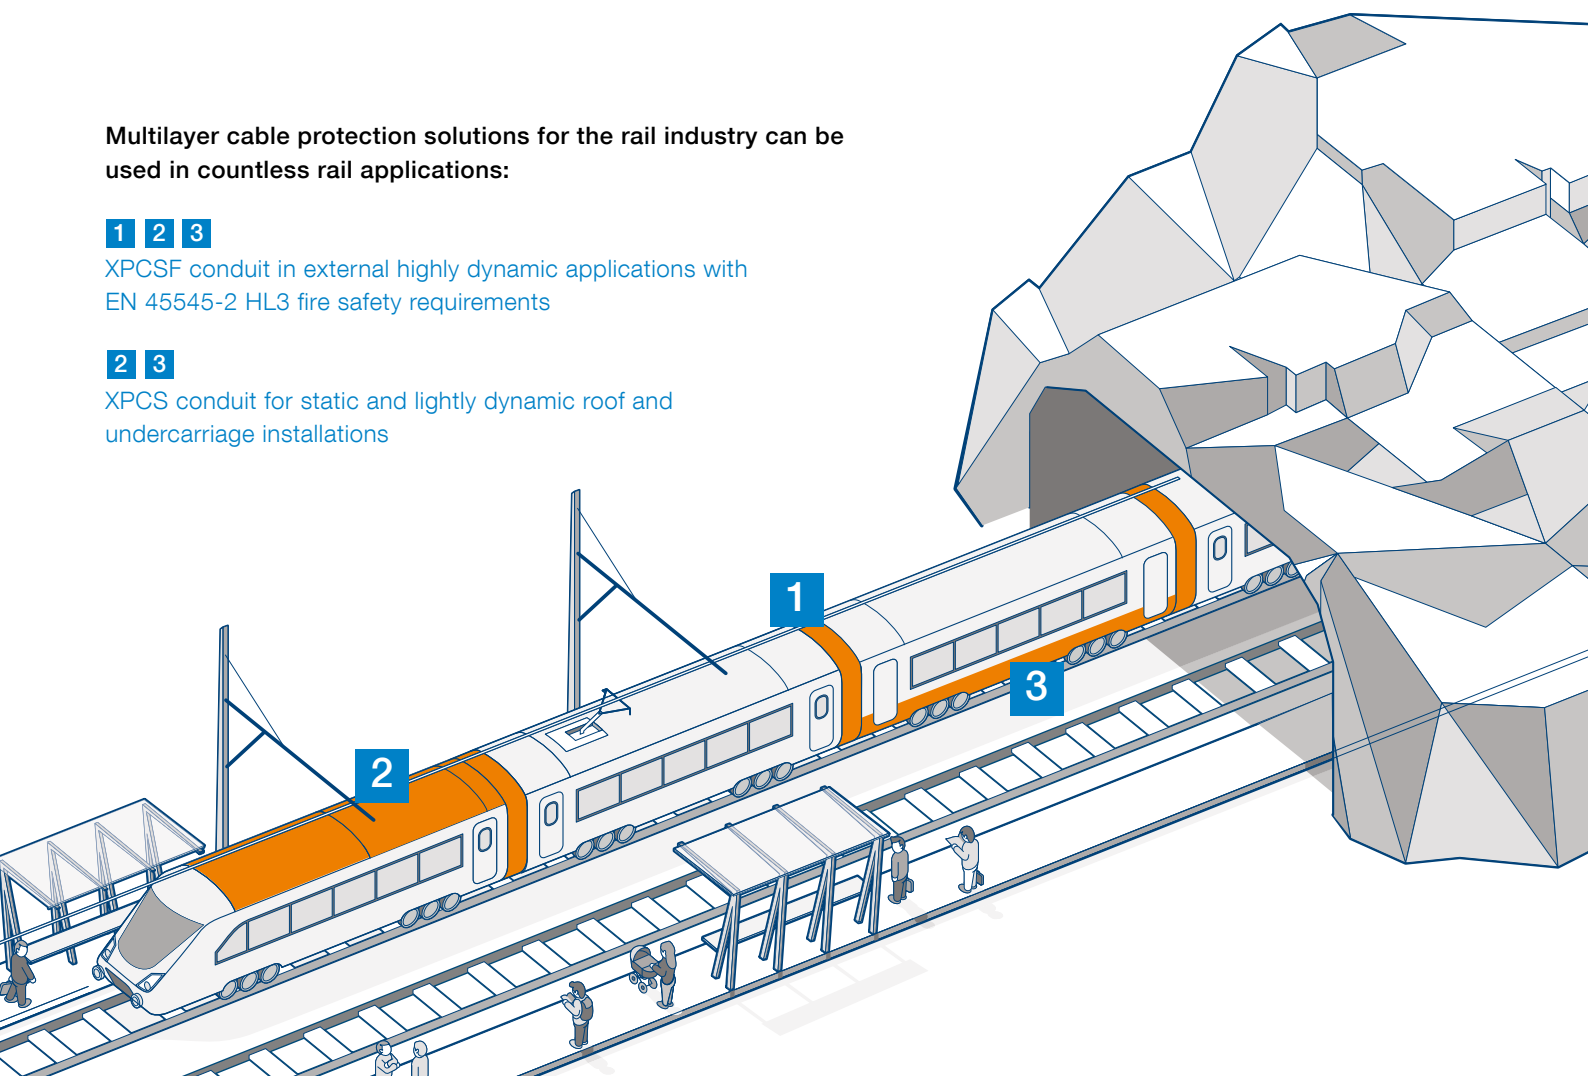 Multilayer cable protection solutions for the rail industry can be
used in countless rail applications:
1 2 3
XPCSF conduit in external highly dynamic applications with
EN 45545-2 HL3 fire safety requirements
2 3
XPCS conduit for static and lightly dynamic roof and
undercarriage installations
1
3
2